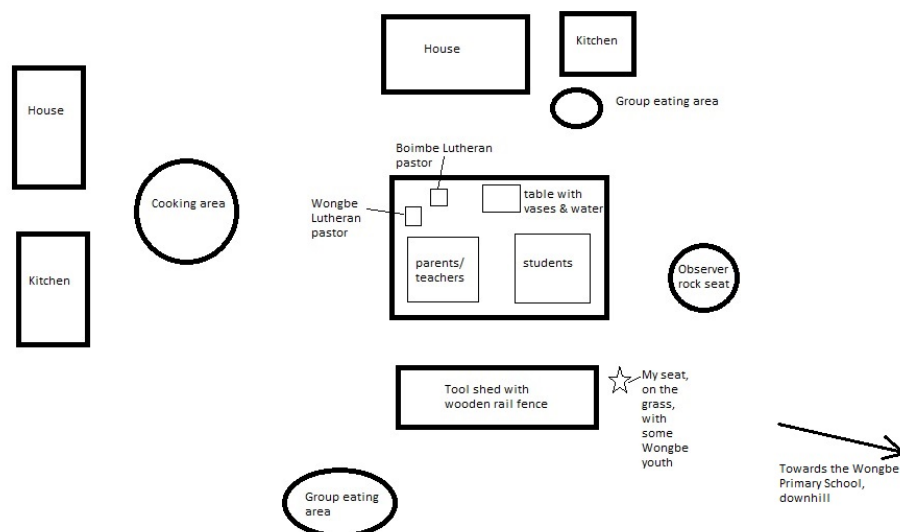 House
Kitchen
House
Group eating area
Boimbe Lutheran
pastor
Cooking area
Wongbe
Lutheran
pastor
table with
vases & water
parents/
teachers
students
Observer
rock seat
Kitchen
Tool shed with
wooden rail fence
My seat,
on the
grass,
with
some
Wongbe
youth
Towards the Wongbe
Primary School,
downhill
Group eating
area